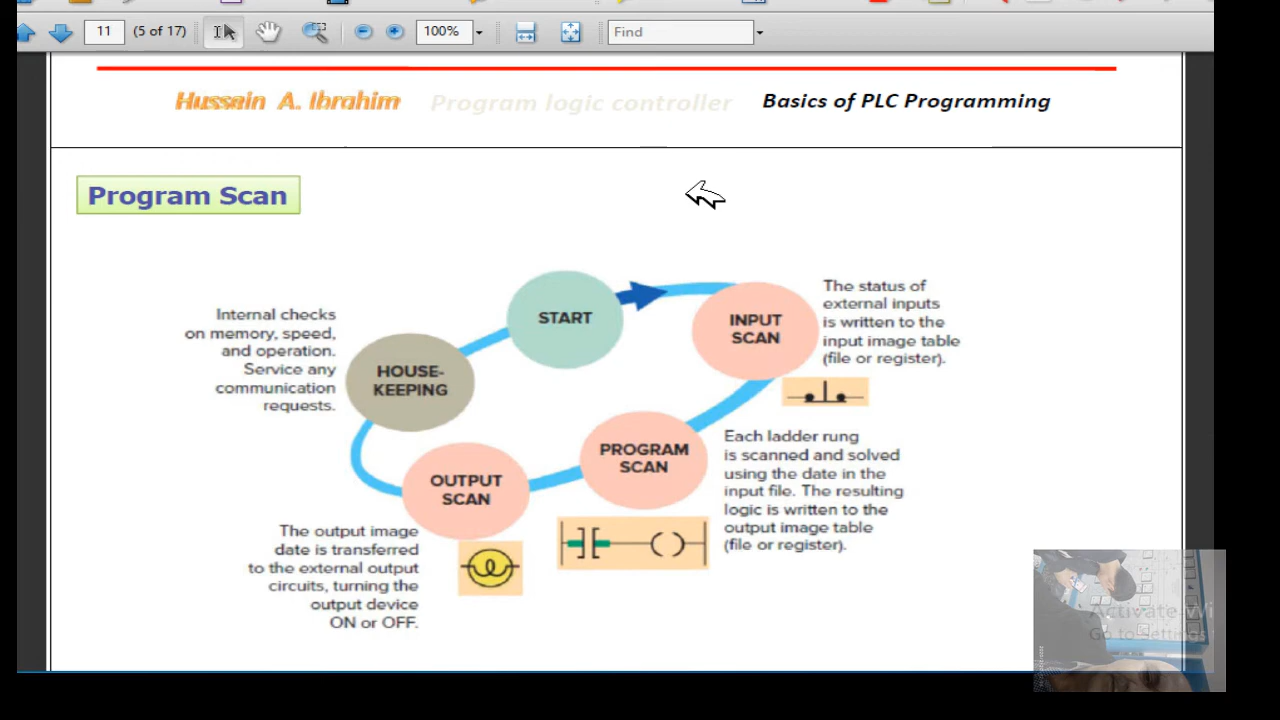 11 (5 of 17) 100% Find
Hussein A. Ibrahim Program logic controller Basics of PLC Programming
Program Scan
START
INPUT
SCAN
The status of
external inputs
is written to the
input image table
(file or register).
Internal checks
on memory, speed,
and operation.
Service any
communication
requests.
HOUSE-
KEEPING
PROGRAM
SCAN
Each ladder rung
is scanned and solved
using the date in the
input file. The resulting
logic is written to the
output image table
(file or register).
OUTPUT
SCAN
The output image
date is transferred
to the external output
circuits, turning the
output device
ON or OFF.
Activate Wi
Go to Settings